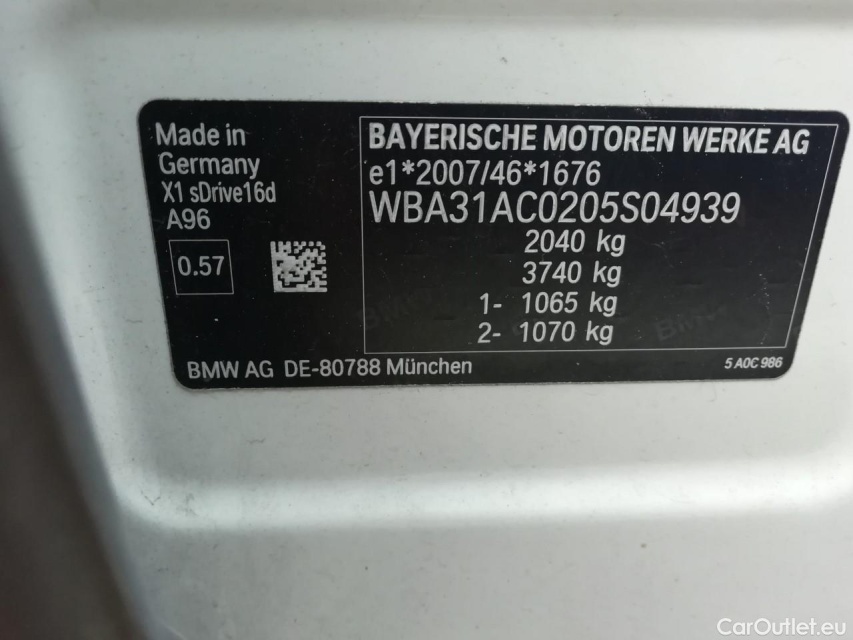 Made in
Germany
X1 sDrive16d
A96
0.57
BAYERISCHE MOTOREN WERKE AG
e1*2007/46*1676
WBA31AC0205S04939
2040 kg
3740 kg
1- 1065 kg
2- 1070 kg
BMW AG DE-80788 München
5 A0C 986
CarOutlet.eu